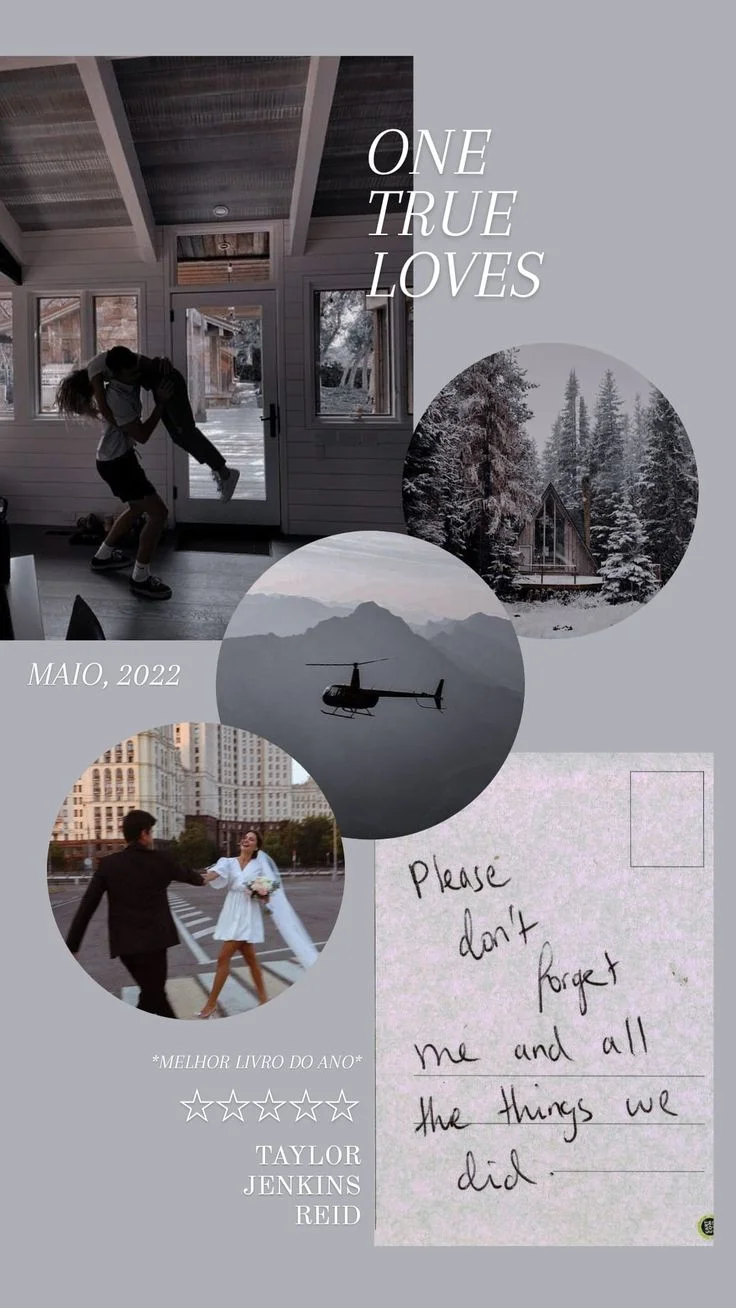 ONE
TRUE
LOVES
MAIO, 2022
Please
don't
forget
me and all
the things we
did.
*MELHOR LIVRO DO ANO*
TAYLOR
JENKINS
REID